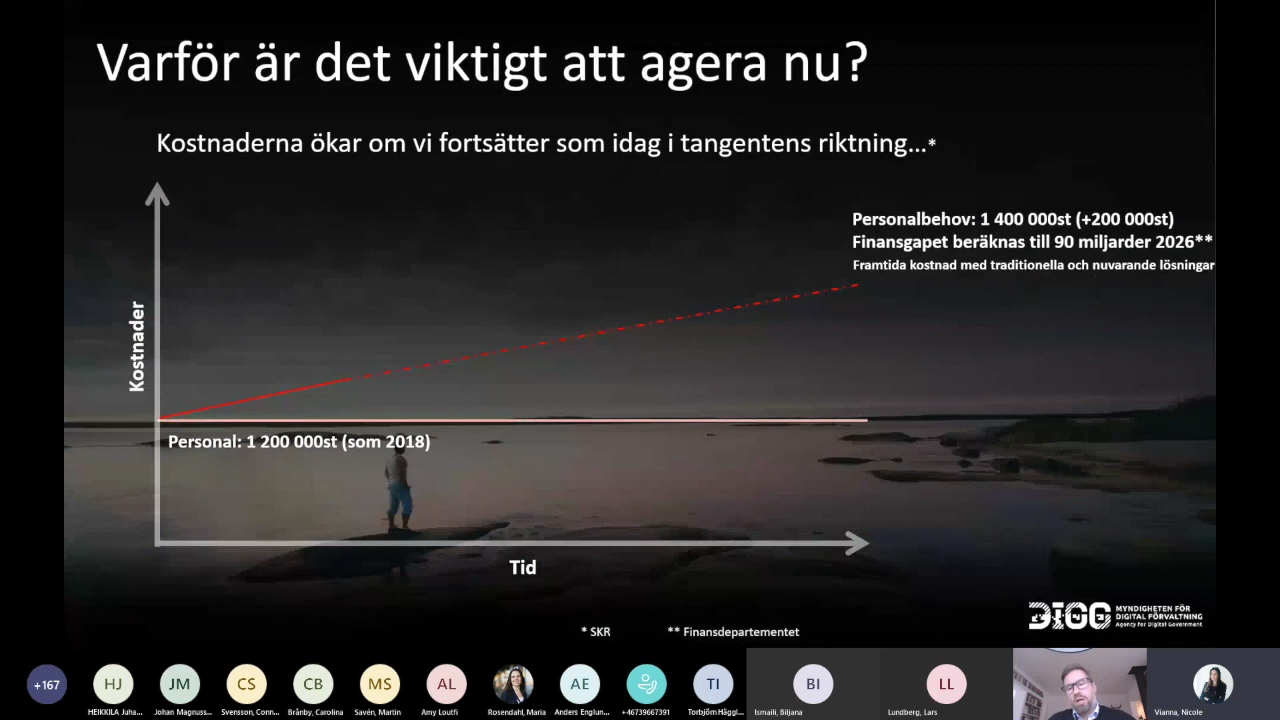 Varför är det viktigt att agera nu?
Kostnaderna ökar om vi fortsätter som idag i tangentens riktning...*
Personalbehov: 1 400 000st (+200 000st)
Finansgapet beräknas till 90 miljarder 2026**
Framtida kostnad med traditionella och nuvarande lösningar
Kostnader
Personal: 1 200 000st (som 2018)
Tid
* SKR
** Finansdepartementet
DIGG
MYNDIGHETEN FÖR
DIGITAL FÖRVALTNING
Agency for Digital Government
+167
HJ
JM
CS
CB
MS
AL
AE
TI
BI
LL
HEIKKILA Juha...
Johan Magnuss...
Svensson, Conn...
Brånby, Carolina
Savén, Martin
Amy Loutfi
Rosendahl, Maria
Anders Englun...
+46739667391
Torbjörn Häggl...
Ismaili, Biljana
Lundberg, Lars
Vianna, Nicole